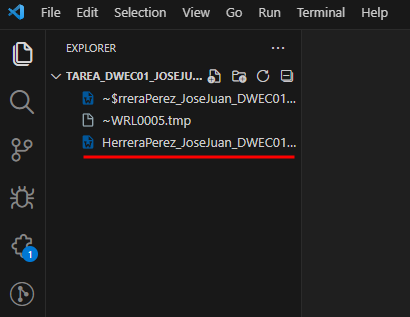 File Edit Selection View Go Run Terminal Help
EXPLORER
TAREA_DWEC01_JOSEJU...
~$rreraPerez_JoseJuan_DWEC01...
~WRL0005.tmp
HerreraPerez_JoseJuan_DWEC01...
1